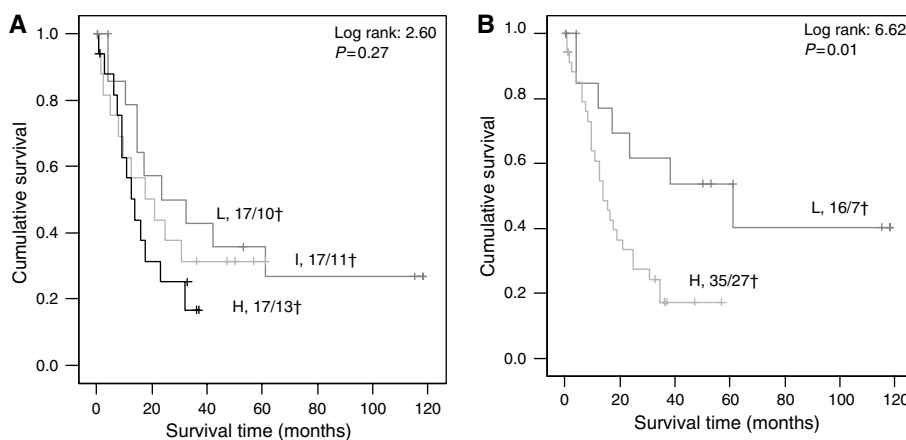 A
Log rank: 2.60
P=0.27
Cumulative survival
1.0
0.8
0.6
0.4
0.2
0.0
L, 17/10†
I, 17/11†
H, 17/13†
0 20 40 60 80 100 120
Survival time (months)
B
Log rank: 6.62
P=0.01
Cumulative survival
1.0
0.8
0.6
0.4
0.2
0.0
L, 16/7†
H, 35/27†
0 20 40 60 80 100 120
Survival time (months)